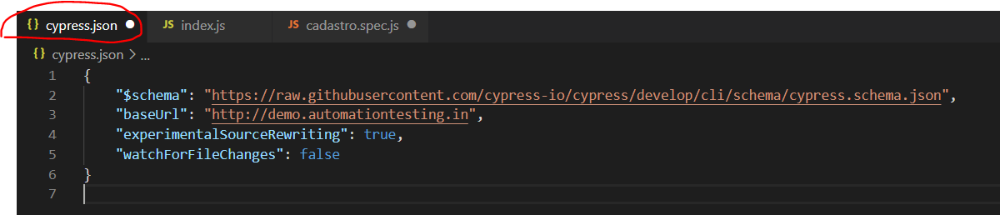 {} cypress.json JS index.js JS cadastro.spec.js
{} cypress.json > ...
1 {
2 "$schema": "https://raw.githubusercontent.com/cypress-io/cypress/develop/cli/schema/cypress.schema.json",
3 "baseUrl": "http://demo.automationtesting.in",
4 "experimentalSourceRewriting": true,
5 "watchForFileChanges": false
6 }
7